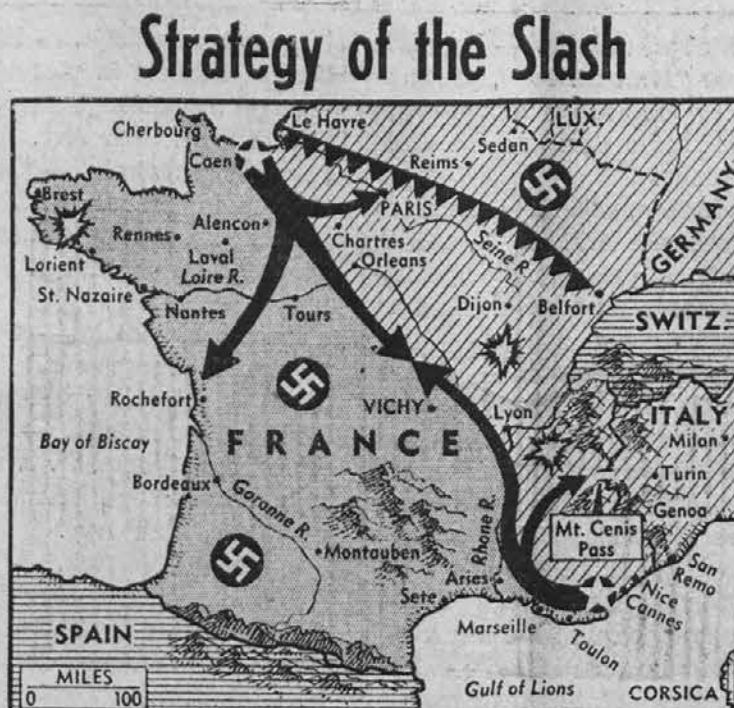 Strategy of the Slash
Cherbourg
Le Havre
LUX.
Caen
Reims
Sedan
Brest
PARIS
GERMANY
Rennes
Alencon
Chartres
Seine R.
Lorient
Laval
Orleans
Loire R.
St. Nazaire
Nantes
Tours
Dijon
Belfort
SWITZ.
Rochefort
VICHY
Lyon
ITALY
Bay of Biscay
FRANCE
Milan
Turin
Bordeaux
Goronne R.
Genoa
Rhone R.
Mt. Cenis
Pass
Montauben
San
Remo
Arles
Nice
Sete
Cannes
SPAIN
Marseille
Toulon
MILES
0 100
Gulf of Lions
CORSICA